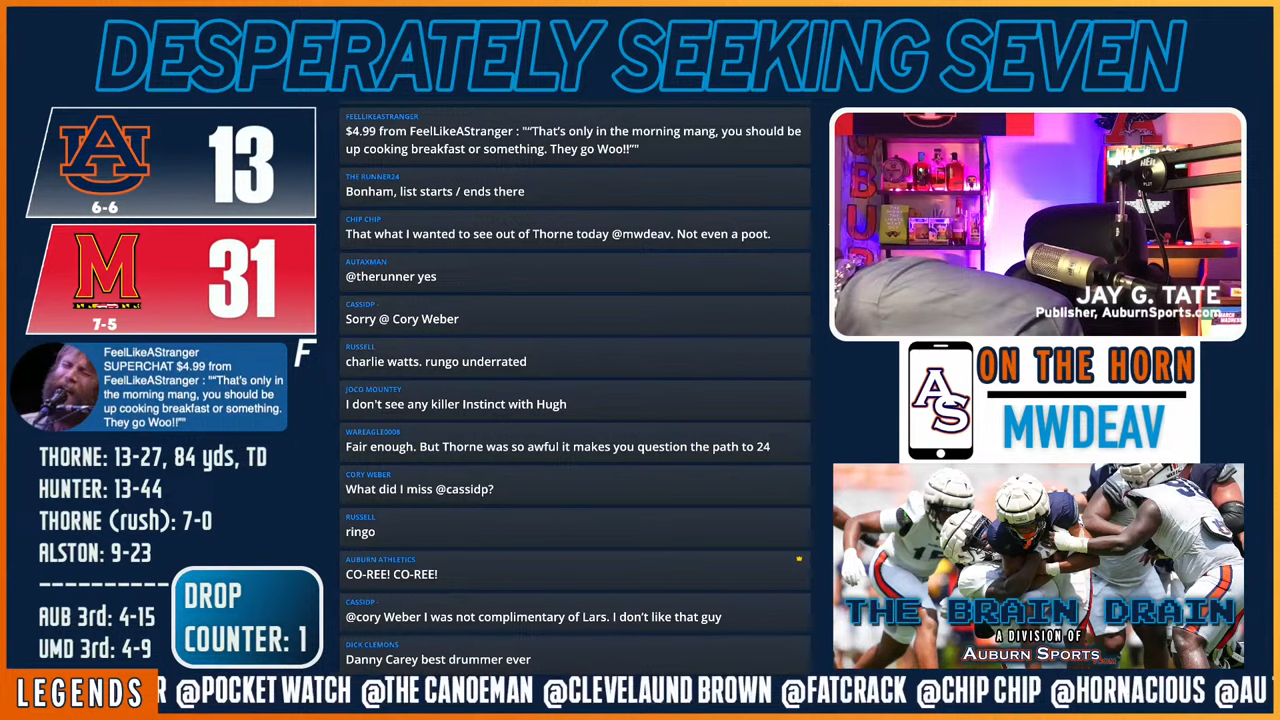 DESPERATELY SEEKING SEVEN
AU
13
6-6
M
31
7-5
F
FeelLikeAStranger
SUPERCHAT $4.99 from
FeelLikeAStranger : ""That's only in
the morning mang, you should be
up cooking breakfast or something.
They go Woo!!""
THORNE: 13-27, 84 yds, TD
HUNTER: 13-44
THORNE (rush): 7-0
ALSTON: 9-23
----------
AUB 3rd: 4-15
UMD 3rd: 4-9
DROP
COUNTER: 1
FEELLIKEASTRANGER
$4.99 from FeelLikeAStranger : "“That’s only in the morning mang, you should be
up cooking breakfast or something. They go Woo!!”"
THE RUNNER24
Bonham, list starts / ends there
CHIP CHIP
That what I wanted to see out of Thorne today @mwdeav. Not even a poot.
AUTAXMAN
@therunner yes
CASSIDP -
Sorry @ Cory Weber
RUSSELL
charlie watts. rungo underrated
JOCO MOUNTEY
I don't see any killer Instinct with Hugh
WAREAGLE0008
Fair enough. But Thorne was so awful it makes you question the path to 24
CORY WEBER
What did I miss @cassidp?
RUSSELL
ringo
AUBURN ATHLETICS
CO-REE! CO-REE!
CASSIDP -
@cory Weber I was not complimentary of Lars. I don’t like that guy
DICK CLEMONS
Danny Carey best drummer ever
JAY G. TATE
Publisher, AuburnSports.com
AS
ON THE HORN
MWDEAV
THE BRAIN DRAIN
A DIVISION OF
AUBURN SPORTS
LEGENDS
R @POCKET WATCH @THE CANOEMAN @CLEVELAUND BROWN @FATCRACK @CHIP CHIP @HORNACIOUS @AU